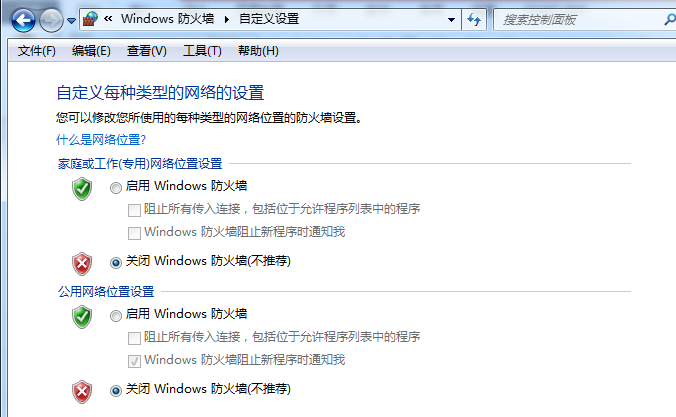 « Windows 防火墙 ▸ 自定义设置
搜索控制面板
文件(F) 编辑(E) 查看(V) 工具(T) 帮助(H)
自定义每种类型的网络的设置
您可以修改您所使用的每种类型的网络位置的防火墙设置。
什么是网络位置?
家庭或工作(专用)网络位置设置
启用 Windows 防火墙
阻止所有传入连接，包括位于允许程序列表中的程序
Windows 防火墙阻止新程序时通知我
关闭 Windows 防火墙(不推荐)
公用网络位置设置
启用 Windows 防火墙
阻止所有传入连接，包括位于允许程序列表中的程序
Windows 防火墙阻止新程序时通知我
关闭 Windows 防火墙(不推荐)